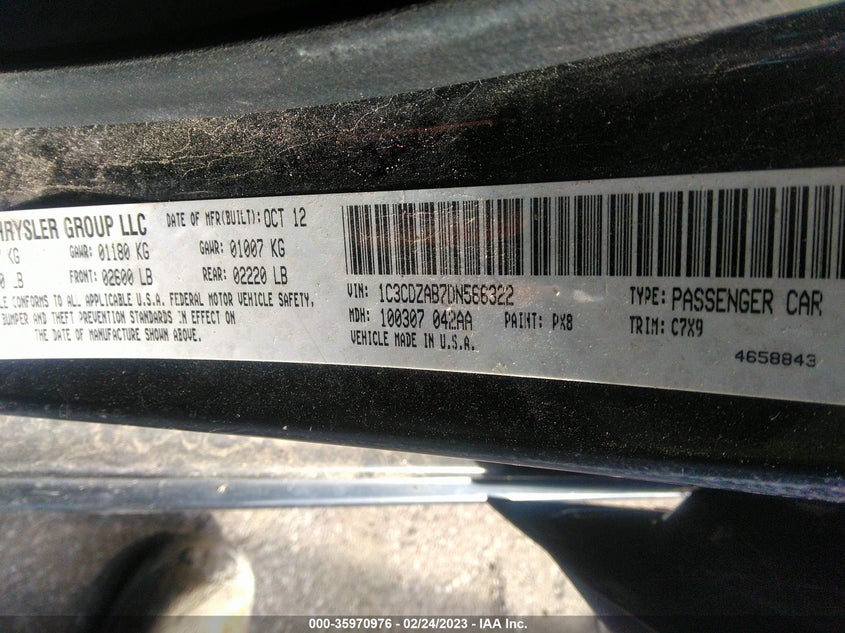 CHRYSLER GROUP LLC DATE OF MFR(BUILT): OCT 12
KG GAWR: 01180 KG GAWR: 01007 KG
LB FRONT: 02600 LB REAR: 02220 LB
CONFORMS TO ALL APPLICABLE U.S.A. FEDERAL MOTOR VEHICLE SAFETY,
BUMPER AND THEFT PREVENTION STANDARDS IN EFFECT ON
THE DATE OF MANUFACTURE SHOWN ABOVE.
VIN: 1C3CDZAB7DN566322 TYPE: PASSENGER CAR
MDH: 100307 042AA PAINT: PX8 TRIM: C7X9
VEHICLE MADE IN U.S.A.
4658843
000-35970976 - 02/24/2023 - IAA Inc.